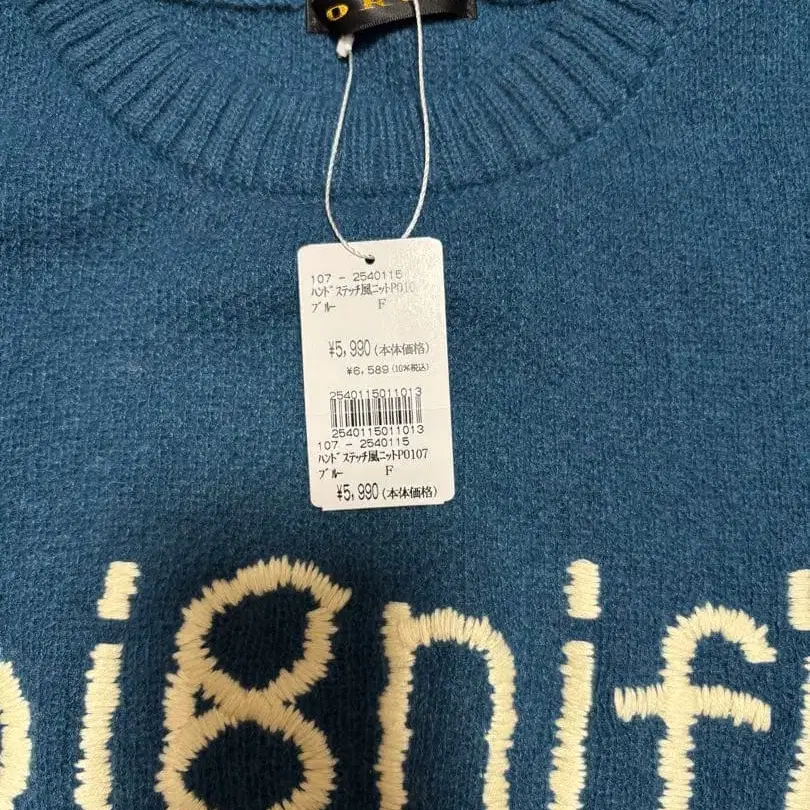 107 - 2540115
ハンドステッチ風ニットP010
ブルー F
¥5,990(本体価格)
¥6,589(10%税込)
2540115011013
2540115011013
107 - 2540115
ハンドステッチ風ニットP0107
ブルー F
¥5,990(本体価格)
i8nif